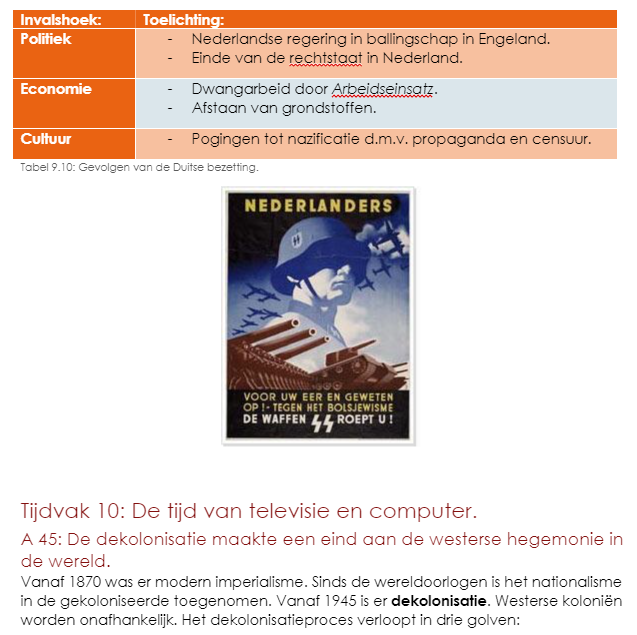 Invalshoek: Toelichting:
Politiek - Nederlandse regering in ballingschap in Engeland.
- Einde van de rechtstaat in Nederland.
Economie - Dwangarbeid door Arbeidseinsatz.
- Afstaan van grondstoffen.
Cultuur - Pogingen tot nazificatie d.m.v. propaganda en censuur.
Tabel 9.10: Gevolgen van de Duitse bezetting.
NEDERLANDERS
VOOR UW EER EN GEWETEN
OP! - TEGEN HET BOLSJEWISME
DE WAFFEN SS ROEPT U!
Tijdvak 10: De tijd van televisie en computer.
A 45: De dekolonisatie maakte een eind aan de westerse hegemonie in
de wereld.
Vanaf 1870 was er modern imperialisme. Sinds de wereldoorlogen is het nationalisme
in de gekoloniseerde toegenomen. Vanaf 1945 is er dekolonisatie. Westerse koloniën
worden onafhankelijk. Het dekolonisatieproces verloopt in drie golven: